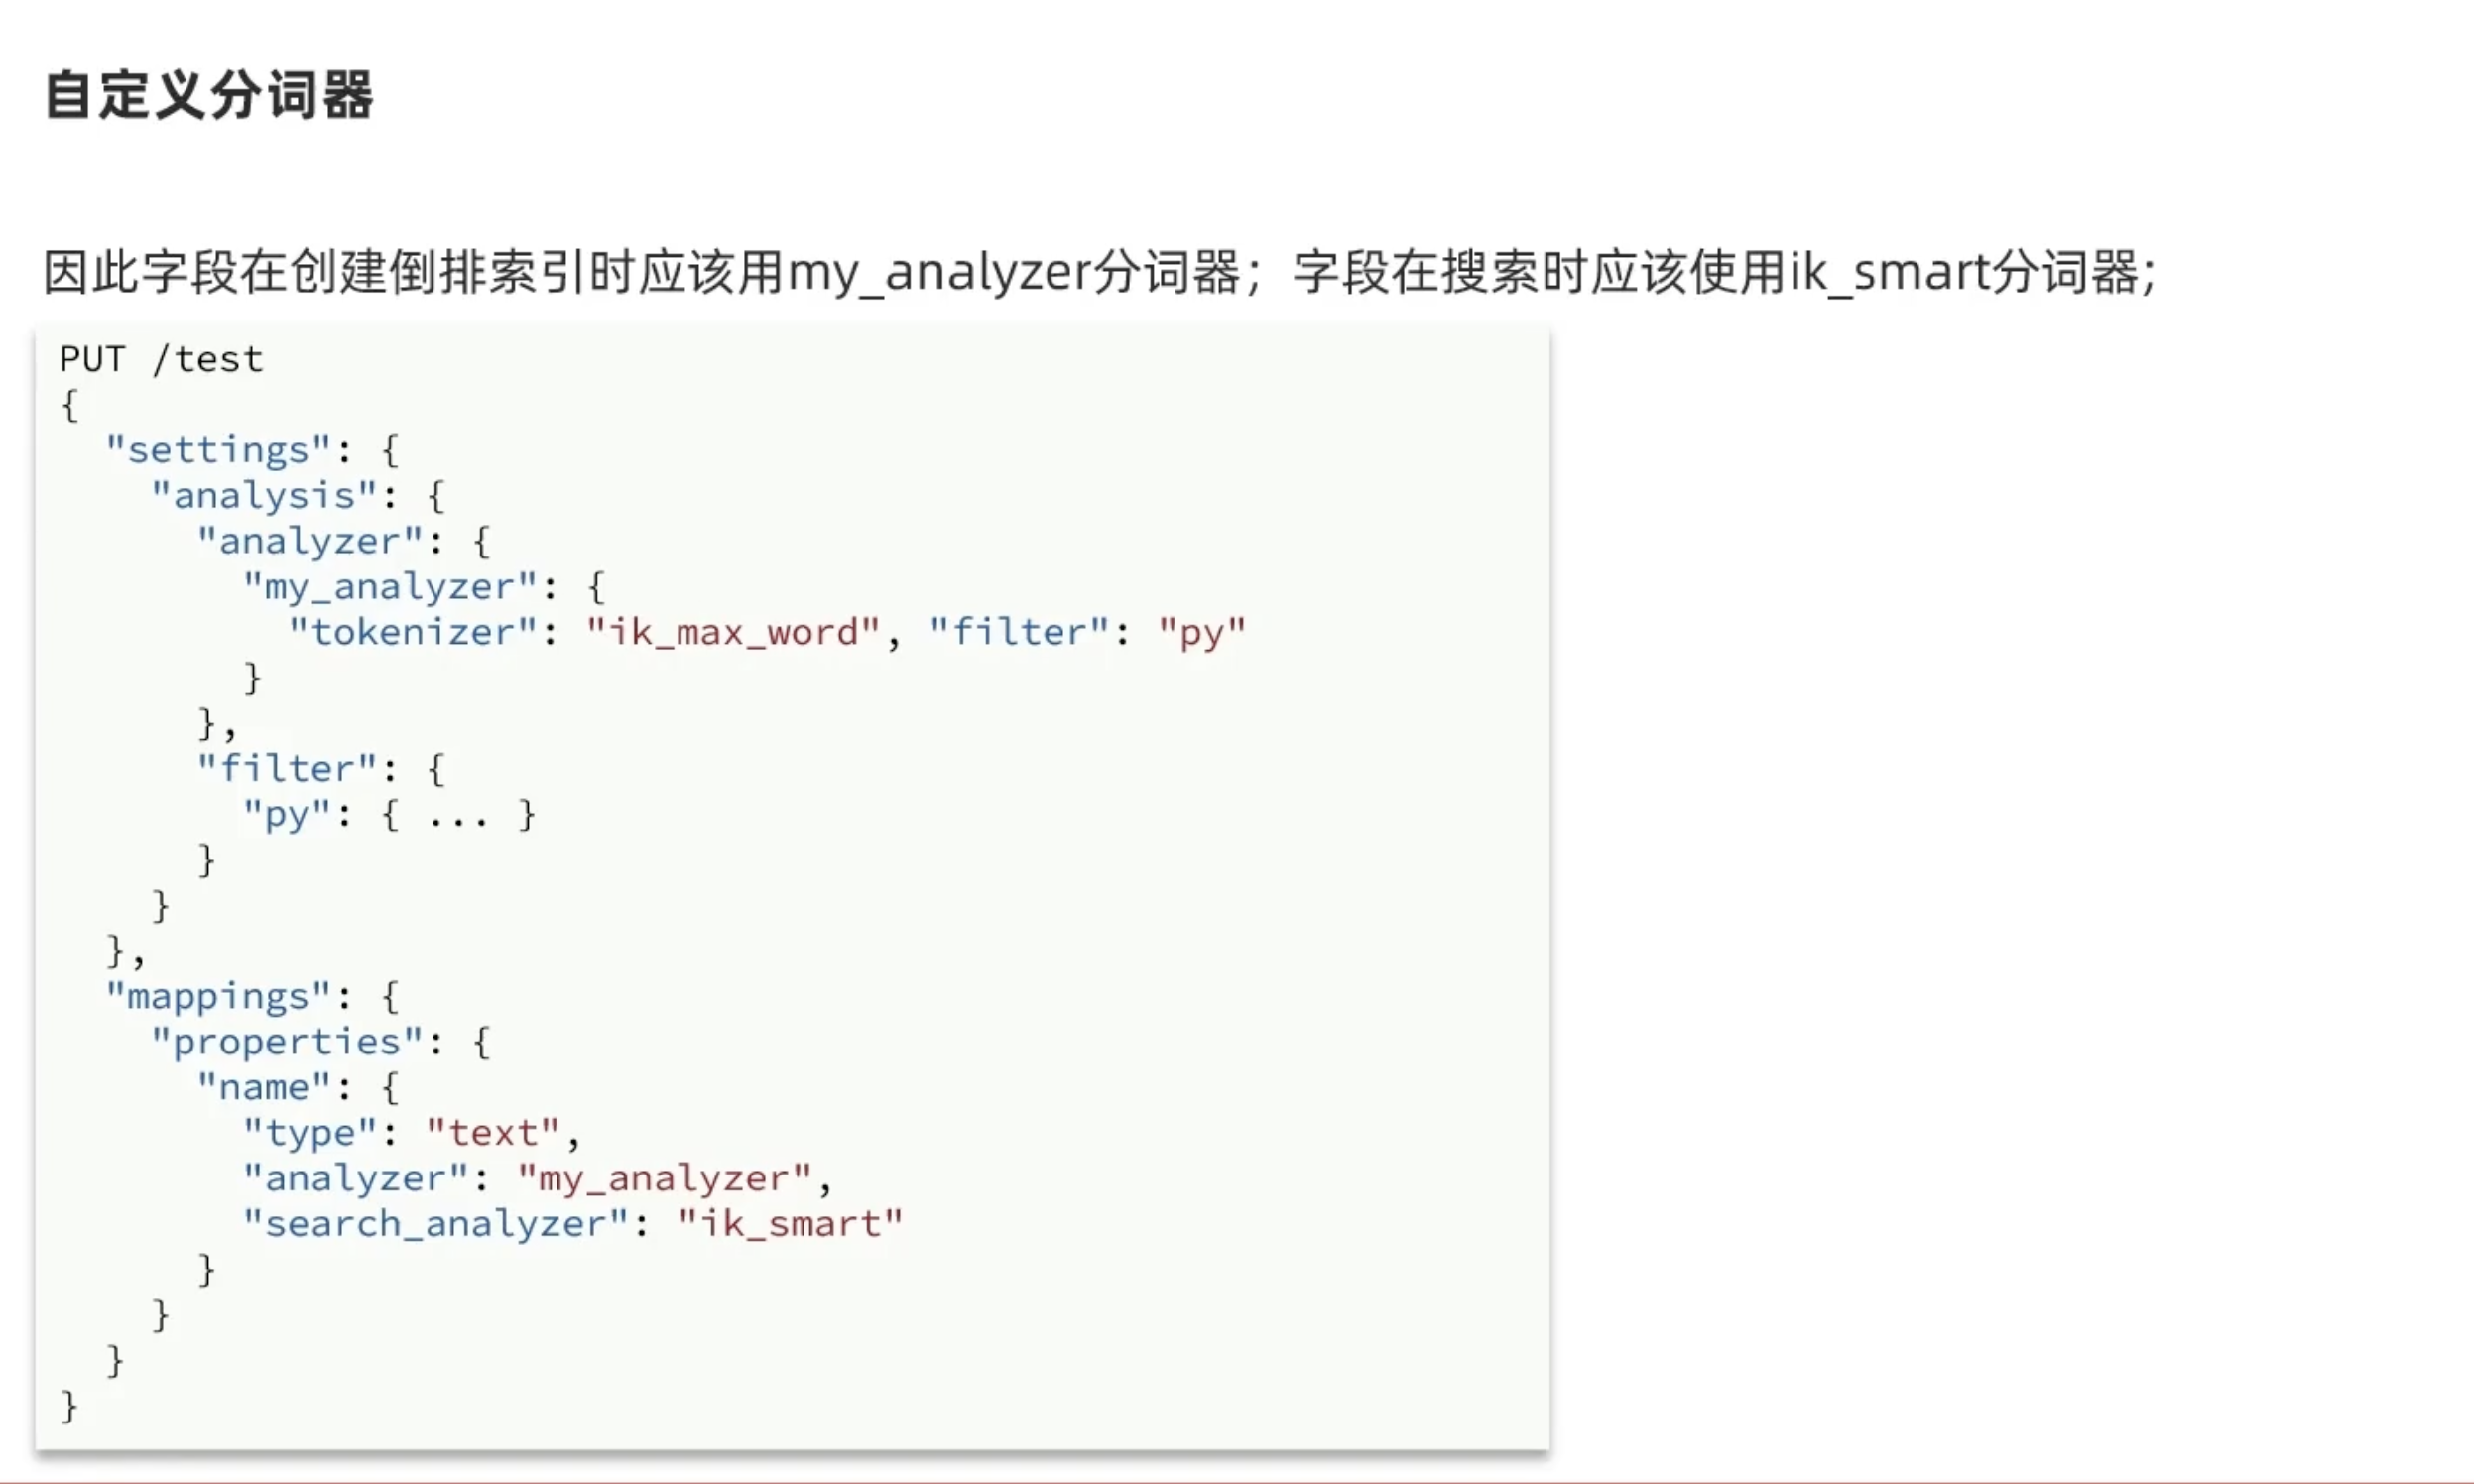 自定义分词器
因此字段在创建倒排索引时应该用my_analyzer分词器；字段在搜索时应该使用ik_smart分词器;
PUT /test
{
  "settings": {
    "analysis": {
      "analyzer": {
        "my_analyzer": {
          "tokenizer": "ik_max_word", "filter": "py"
        }
      },
      "filter": {
        "py": { ... }
      }
    }
  },
  "mappings": {
    "properties": {
      "name": {
        "type": "text",
        "analyzer": "my_analyzer",
        "search_analyzer": "ik_smart"
      }
    }
  }
}